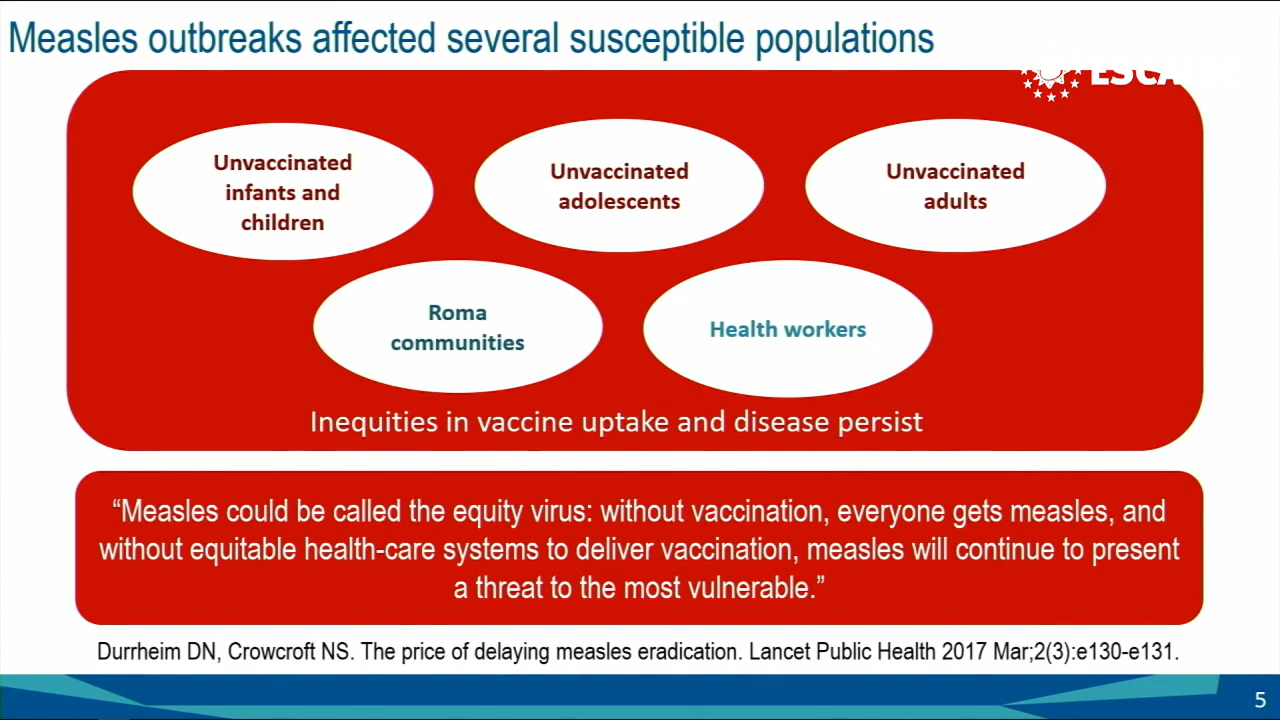 Measles outbreaks affected several susceptible populations
Unvaccinated
infants and
children
Unvaccinated
adolescents
Unvaccinated
adults
Roma
communities
Health workers
Inequities in vaccine uptake and disease persist
“Measles could be called the equity virus: without vaccination, everyone gets measles, and
without equitable health-care systems to deliver vaccination, measles will continue to present
a threat to the most vulnerable.”
Durrheim DN, Crowcroft NS. The price of delaying measles eradication. Lancet Public Health 2017 Mar;2(3):e130-e131.
5